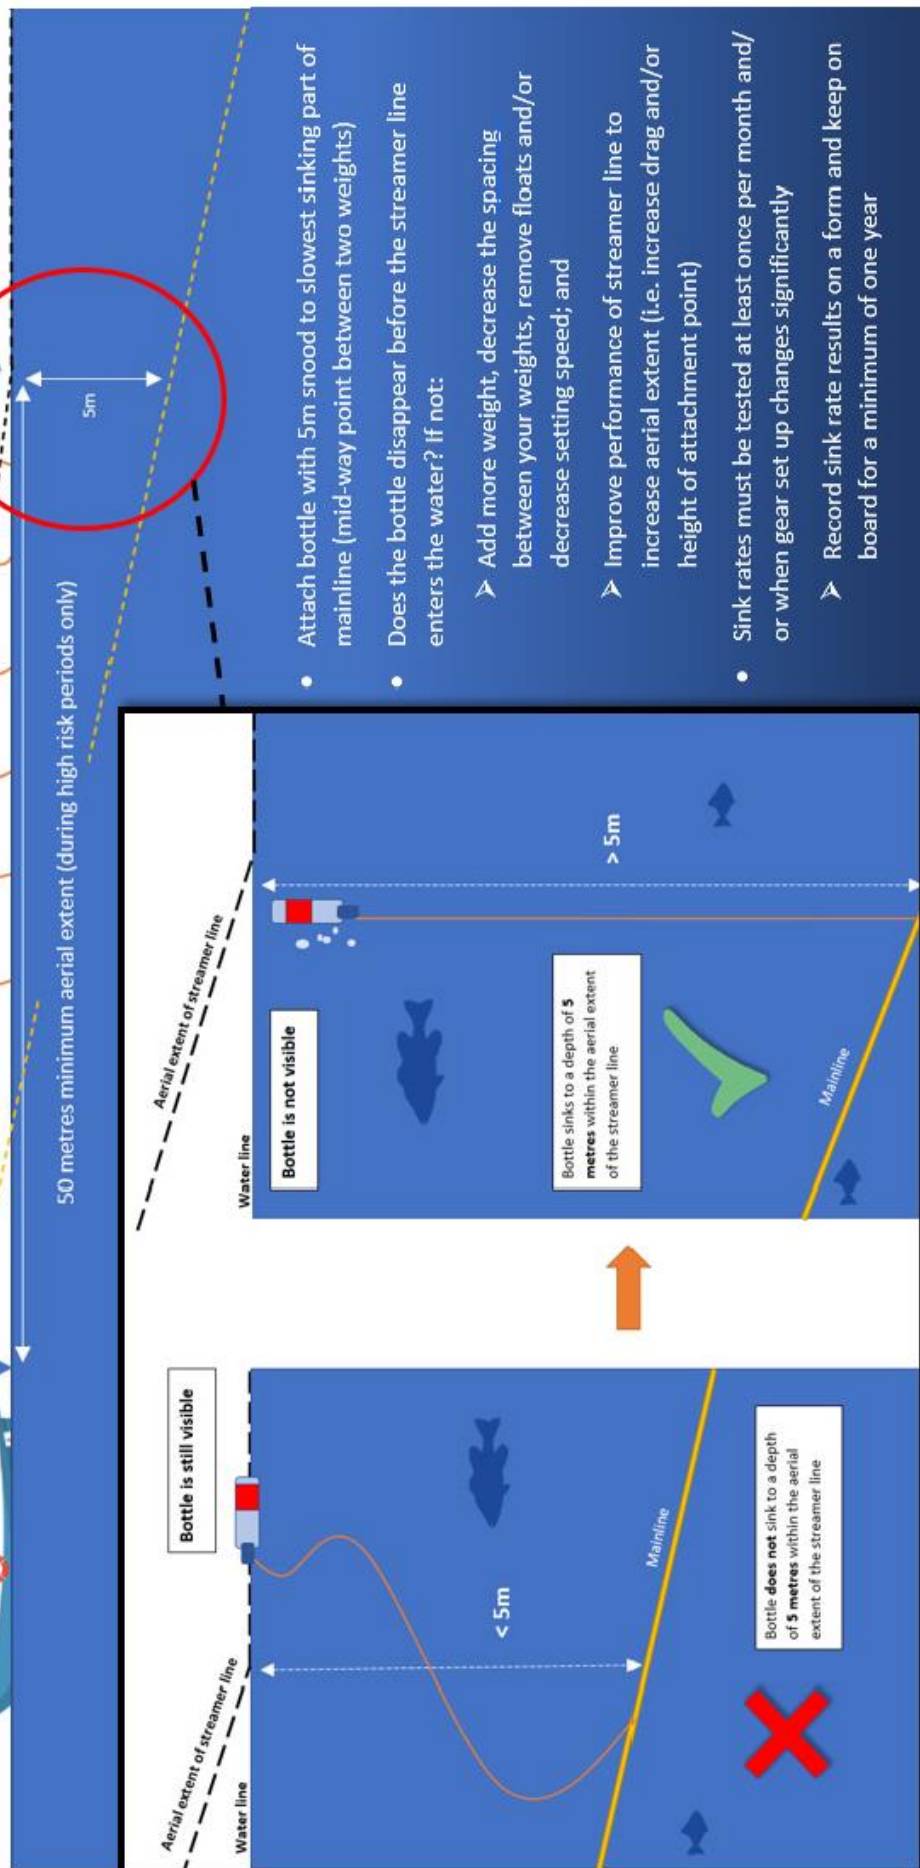 50 metres minimum aerial extent (during high risk periods only)
5m
Bottle is still visible
Aerial extent of streamer line
Water line
< 5m
Mainline
Bottle does not sink to a depth
of 5 metres within the aerial
extent of the streamer line
Aerial extent of streamer line
Water line
Bottle is not visible
> 5m
Bottle sinks to a depth of 5
metres within the aerial extent
of the streamer line
Mainline
• Attach bottle with 5m snood to slowest sinking part of
mainline (mid-way point between two weights)
• Does the bottle disappear before the streamer line
enters the water? If not:
➢ Add more weight, decrease the spacing
between your weights, remove floats and/or
decrease setting speed; and
➢ Improve performance of streamer line to
increase aerial extent (i.e. increase drag and/or
height of attachment point)
• Sink rates must be tested at least once per month and/
or when gear set up changes significantly
➢ Record sink rate results on a form and keep on
board for a minimum of one year